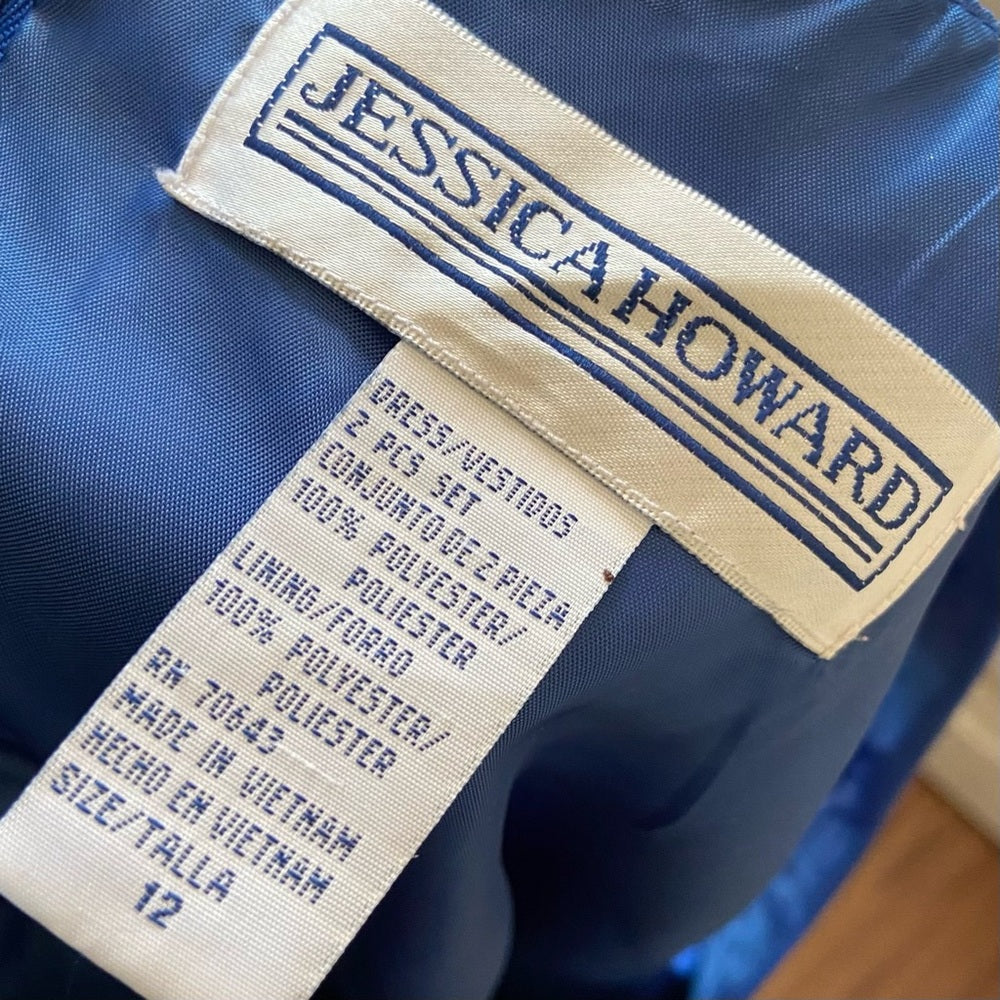 JESSICA HOWARD
DRESS/VESTIDOS
2 PCS SET
CONJUNTO DE 2 PIEZA
100% POLYESTER/
POLIESTER
LINING/FORRO
100% POLYESTER/
POLIESTER
RN 70643
MADE IN VIETNAM
HECHO EN VIETNAM
SIZE/TALLA
12